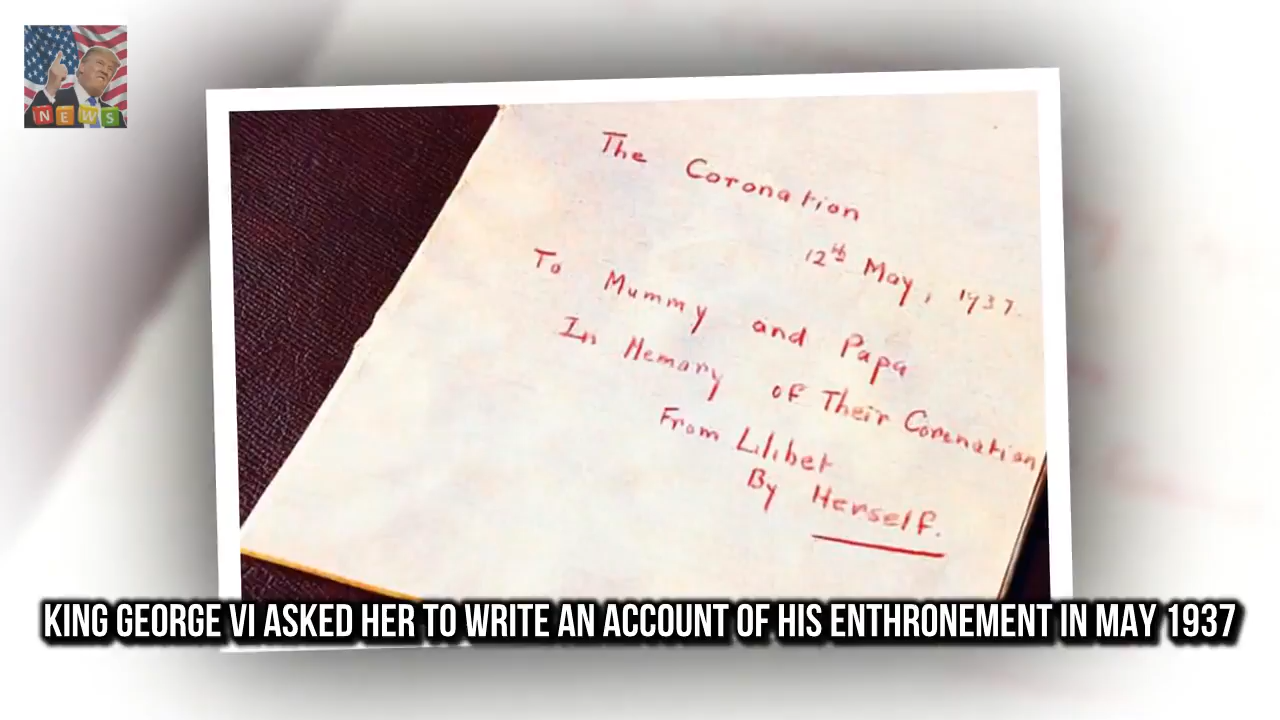 NEWS
The Coronation
12th May, 1937.
To Mummy and Papa
In Memary of Their Coronation
From Lilibet
By Herself.
KING GEORGE VI ASKED HER TO WRITE AN ACCOUNT OF HIS ENTHRONEMENT IN MAY 1937